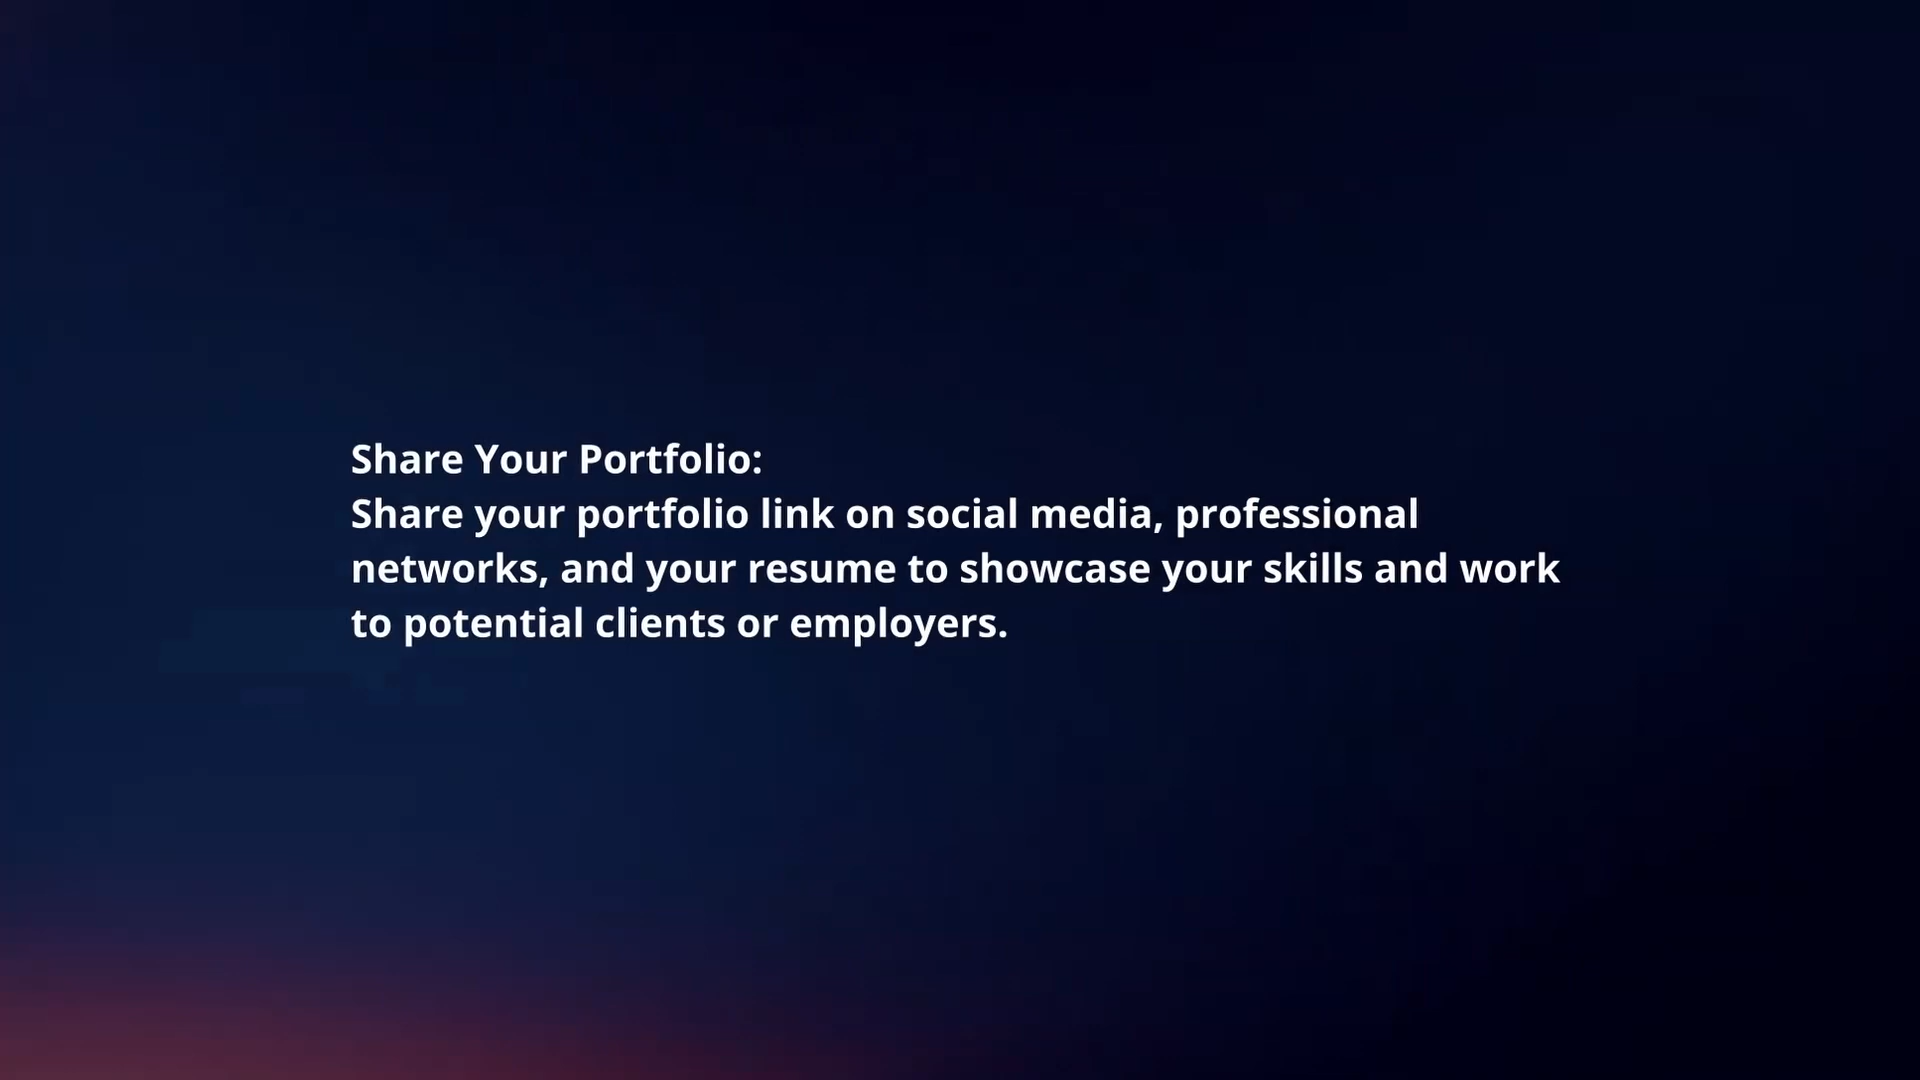 Share Your Portfolio:
Share your portfolio link on social media, professional
networks, and your resume to showcase your skills and work
to potential clients or employers.